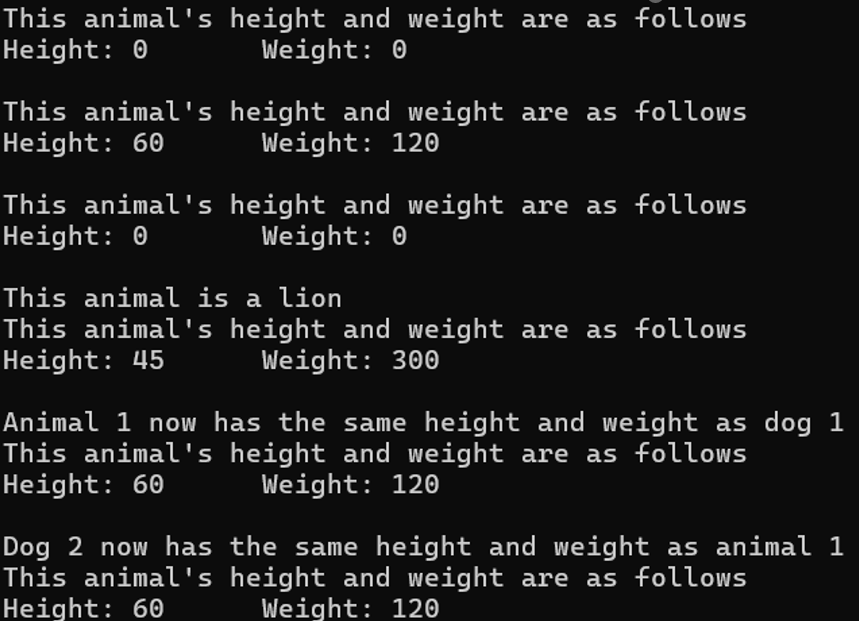 This animal's height and weight are as follows
Height: 0       Weight: 0
This animal's height and weight are as follows
Height: 60      Weight: 120
This animal's height and weight are as follows
Height: 0       Weight: 0
This animal is a lion
This animal's height and weight are as follows
Height: 45      Weight: 300
Animal 1 now has the same height and weight as dog 1
This animal's height and weight are as follows
Height: 60      Weight: 120
Dog 2 now has the same height and weight as animal 1
This animal's height and weight are as follows
Height: 60      Weight: 120